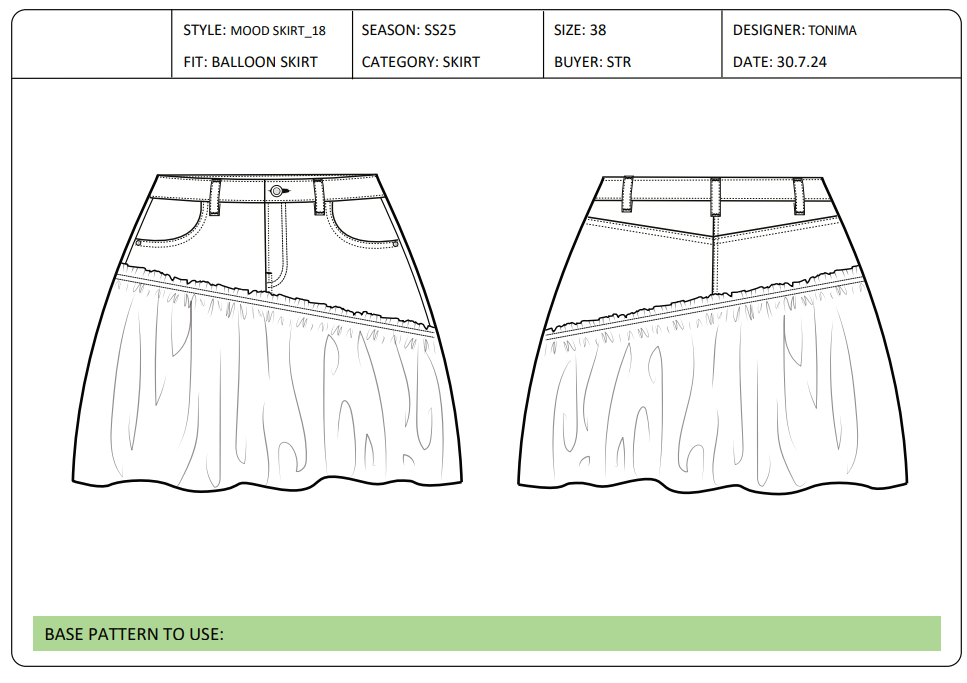 STYLE: MOOD SKIRT_18
FIT: BALLOON SKIRT
SEASON: SS25
CATEGORY: SKIRT
SIZE: 38
BUYER: STR
DESIGNER: TONIMA
DATE: 30.7.24
BASE PATTERN TO USE: